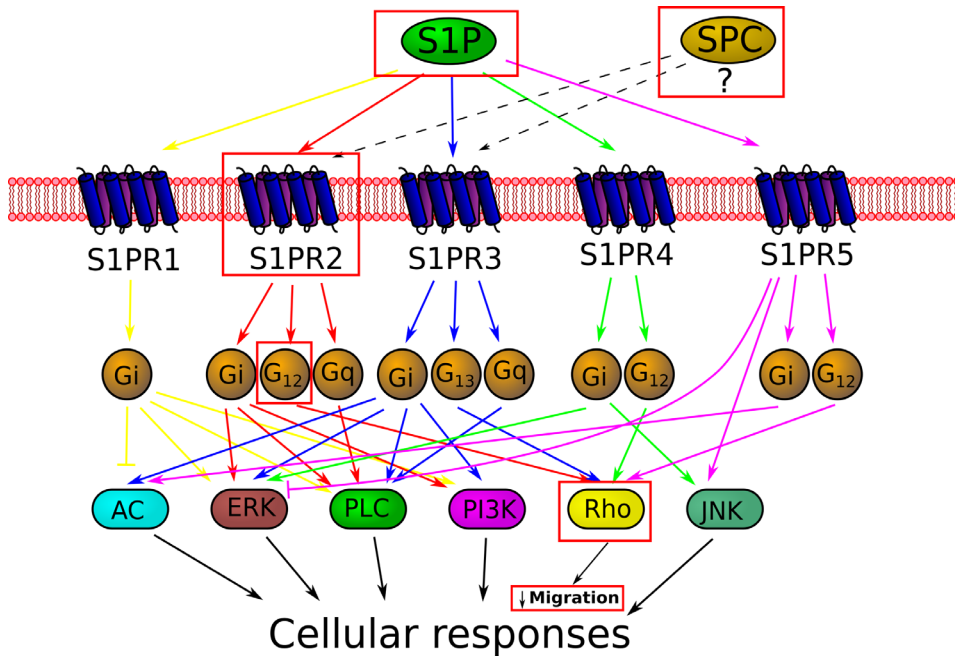 S1P
SPC
?
S1PR1
S1PR2
S1PR3
S1PR4
S1PR5
Gi
Gi
G12
Gq
Gi
G13
Gq
Gi
G12
Gi
G12
AC
ERK
PLC
PI3K
Rho
JNK
↓Migration
Cellular responses